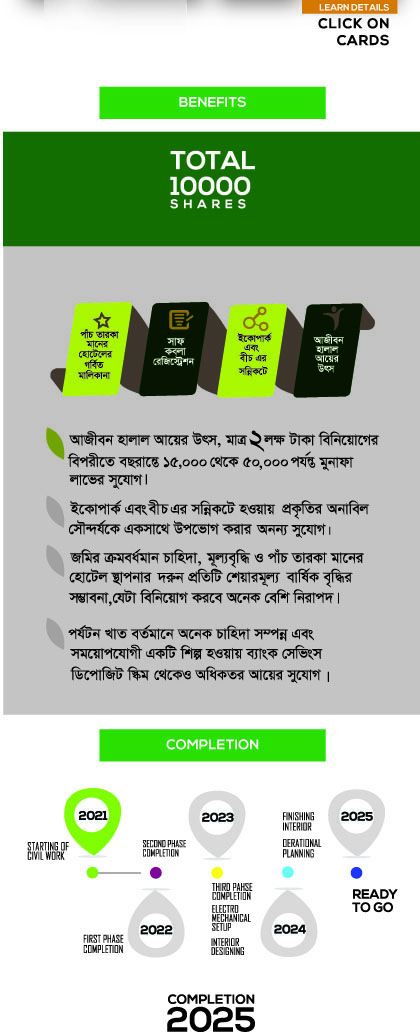 LEARN DETAILS
CLICK ON
CARDS
BENEFITS
TOTAL
10000
SHARES
পাঁচ তারকা
মানের
হোটেলের
গর্বিত
মালিকানা
সাফ
কবলা
রেজিস্ট্রেশন
ইকোপার্ক
এবং
বীচ এর
সন্নিকটে
আজীবন
হালাল
আয়ের
উৎস
আজীবন হালাল আয়ের উৎস, মাত্র ২ লক্ষ টাকা বিনিয়োগের
বিপরীতে বছরান্তে ১৫,০০০ থেকে ৫০,০০০ পর্যন্ত মুনাফা
লাভের সুযোগ।
ইকোপার্ক এবং বীচ এর সন্নিকটে হওয়ায় প্রকৃতির অনাবিল
সৌন্দর্যকে একসাথে উপভোগ করার অনন্য সুযোগ।
জমির ক্রমবর্ধমান চাহিদা, মূল্যবৃদ্ধি ও পাঁচ তারকা মানের
হোটেল স্থাপনার দরুন প্রতিটি শেয়ারমূল্য বার্ষিক বৃদ্ধির
সম্ভাবনা,যেটা বিনিয়োগ করবে অনেক বেশি নিরাপদ।
পর্যটন খাত বর্তমানে অনেক চাহিদা সম্পন্ন এবং
সময়োপযোগী একটি শিল্প হওয়ায় ব্যাংক সেভিংস
ডিপোজিট স্কিম থেকেও অধিকতর আয়ের সুযোগ ।
COMPLETION
2021
STARTING OF
CIVIL WORK
SECOND PHASE
COMPLETION
2023
FINISHING
INTERIOR
DERATIONAL
PLANNING
2025
FIRST PHASE
COMPLETION
2022
THIRD PAHSE
COMPLETION
ELECTRO
MECHANICAL
SETUP
INTERIOR
DESIGNING
2024
READY
TO GO
COMPLETION
2025